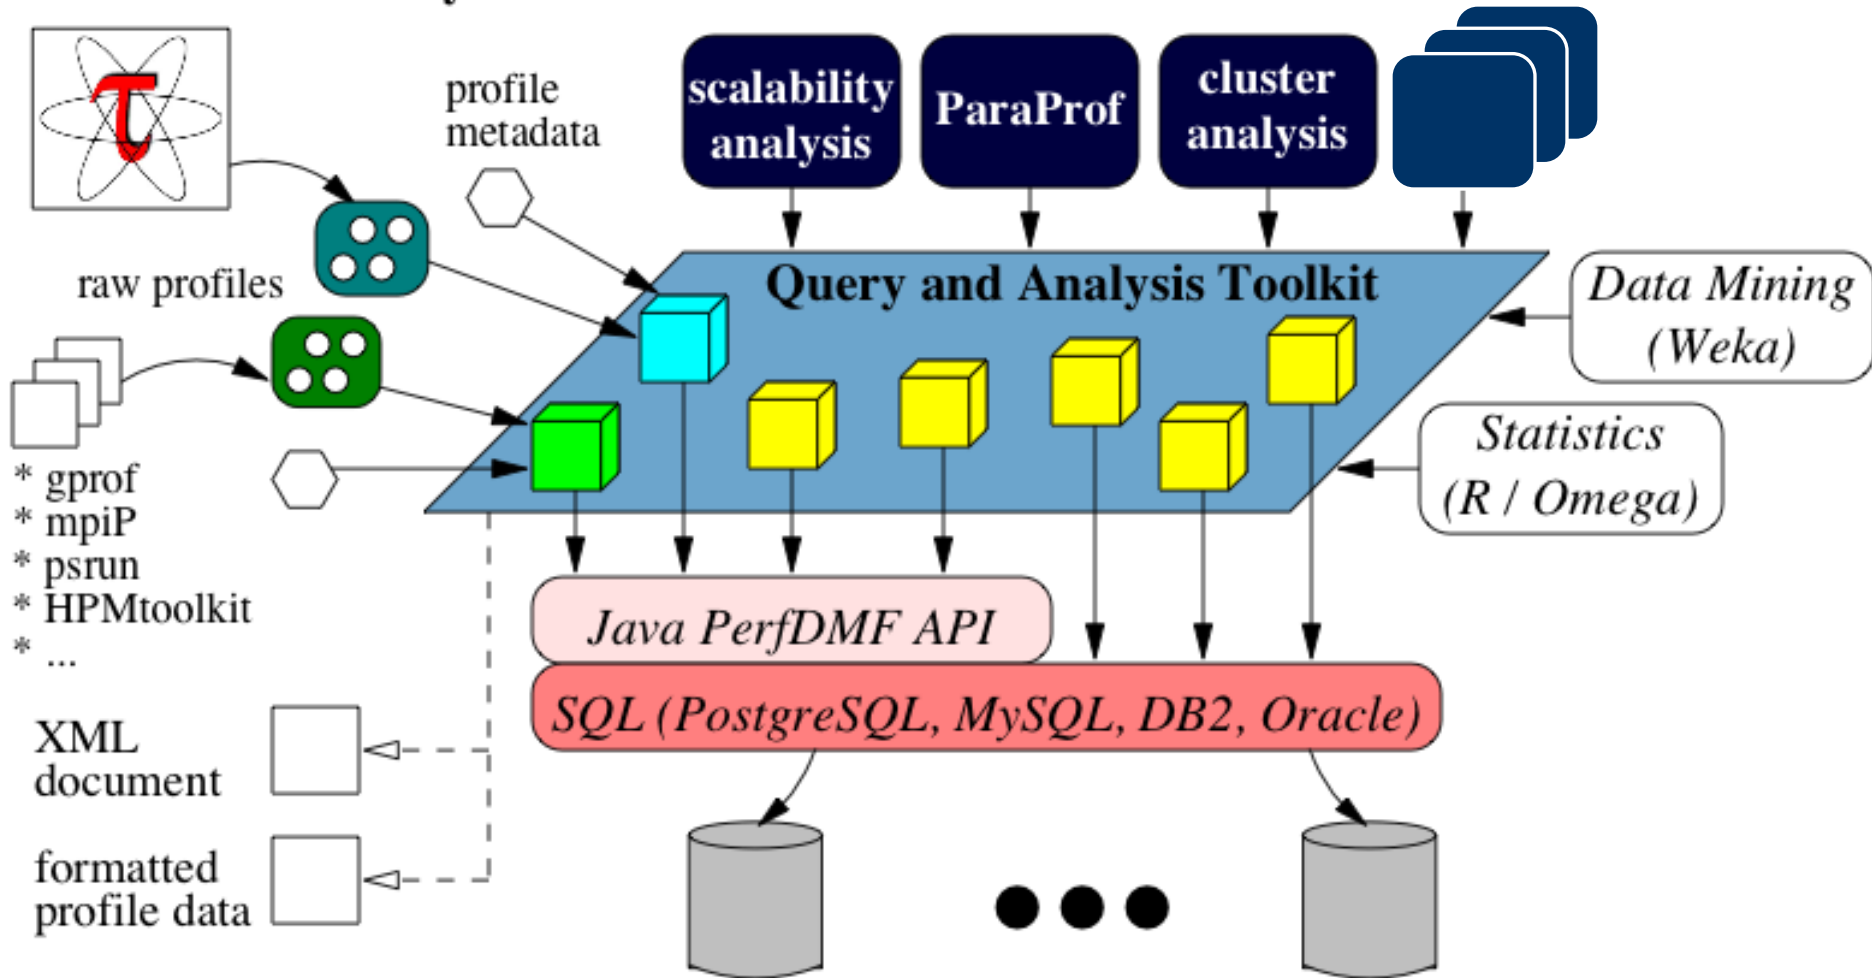 profile
metadata
scalability
analysis
ParaProf
cluster
analysis
τ
raw profiles
Query and Analysis Toolkit
Data Mining
(Weka)
Statistics
(R / Omega)
* gprof
* mpiP
* psrun
* HPMtoolkit
* ...
Java PerfDMF API
SQL (PostgreSQL, MySQL, DB2, Oracle)
XML
document
formatted
profile data